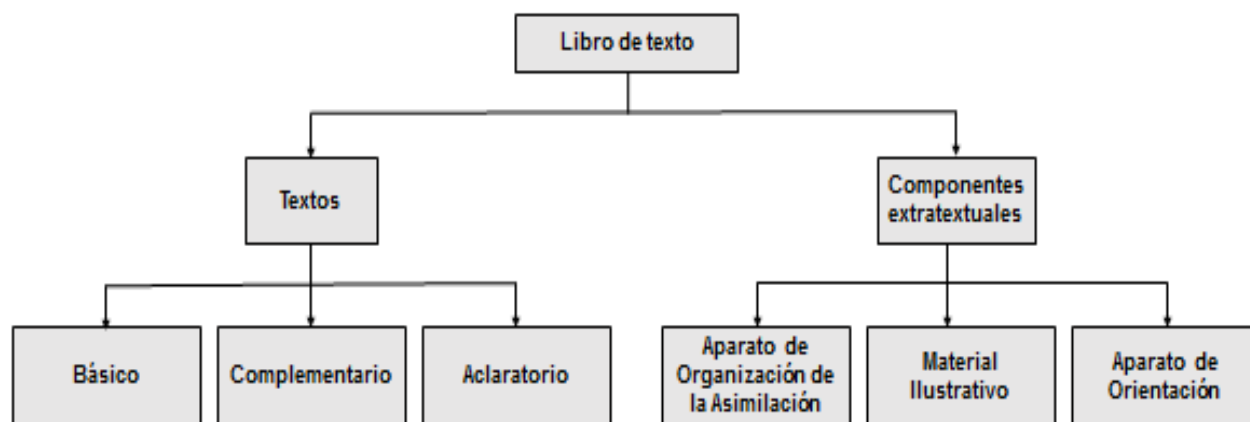 Libro de texto
Textos
Componentes
extratextuales
Básico
Complementario
Aclaratorio
Aparato de
Organización de
la Asimilación
Material
Ilustrativo
Aparato de
Orientación